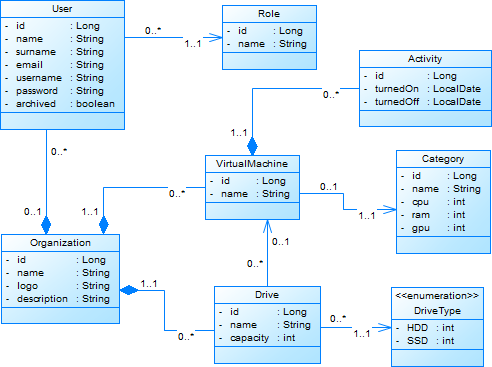 User
- id : Long
- name : String
- surname : String
- email : String
- username : String
- password : String
- archived : boolean
0..*
1..1
Role
- id : Long
- name : String
Activity
- id : Long
- turnedOn : LocalDate
- turnedOff : LocalDate
0..*
1..1
0..*
0..1
VirtualMachine
- id : Long
- name : String
0..*
1..1
0..1
1..1
Category
- id : Long
- name : String
- cpu : int
- ram : int
- gpu : int
Organization
- id : Long
- name : String
- logo : String
- description : String
1..1
0..*
0..1
0..*
Drive
- id : Long
- name : String
- capacity : int
0..*
1..1
<<enumeration>>
DriveType
- HDD : int
- SSD : int